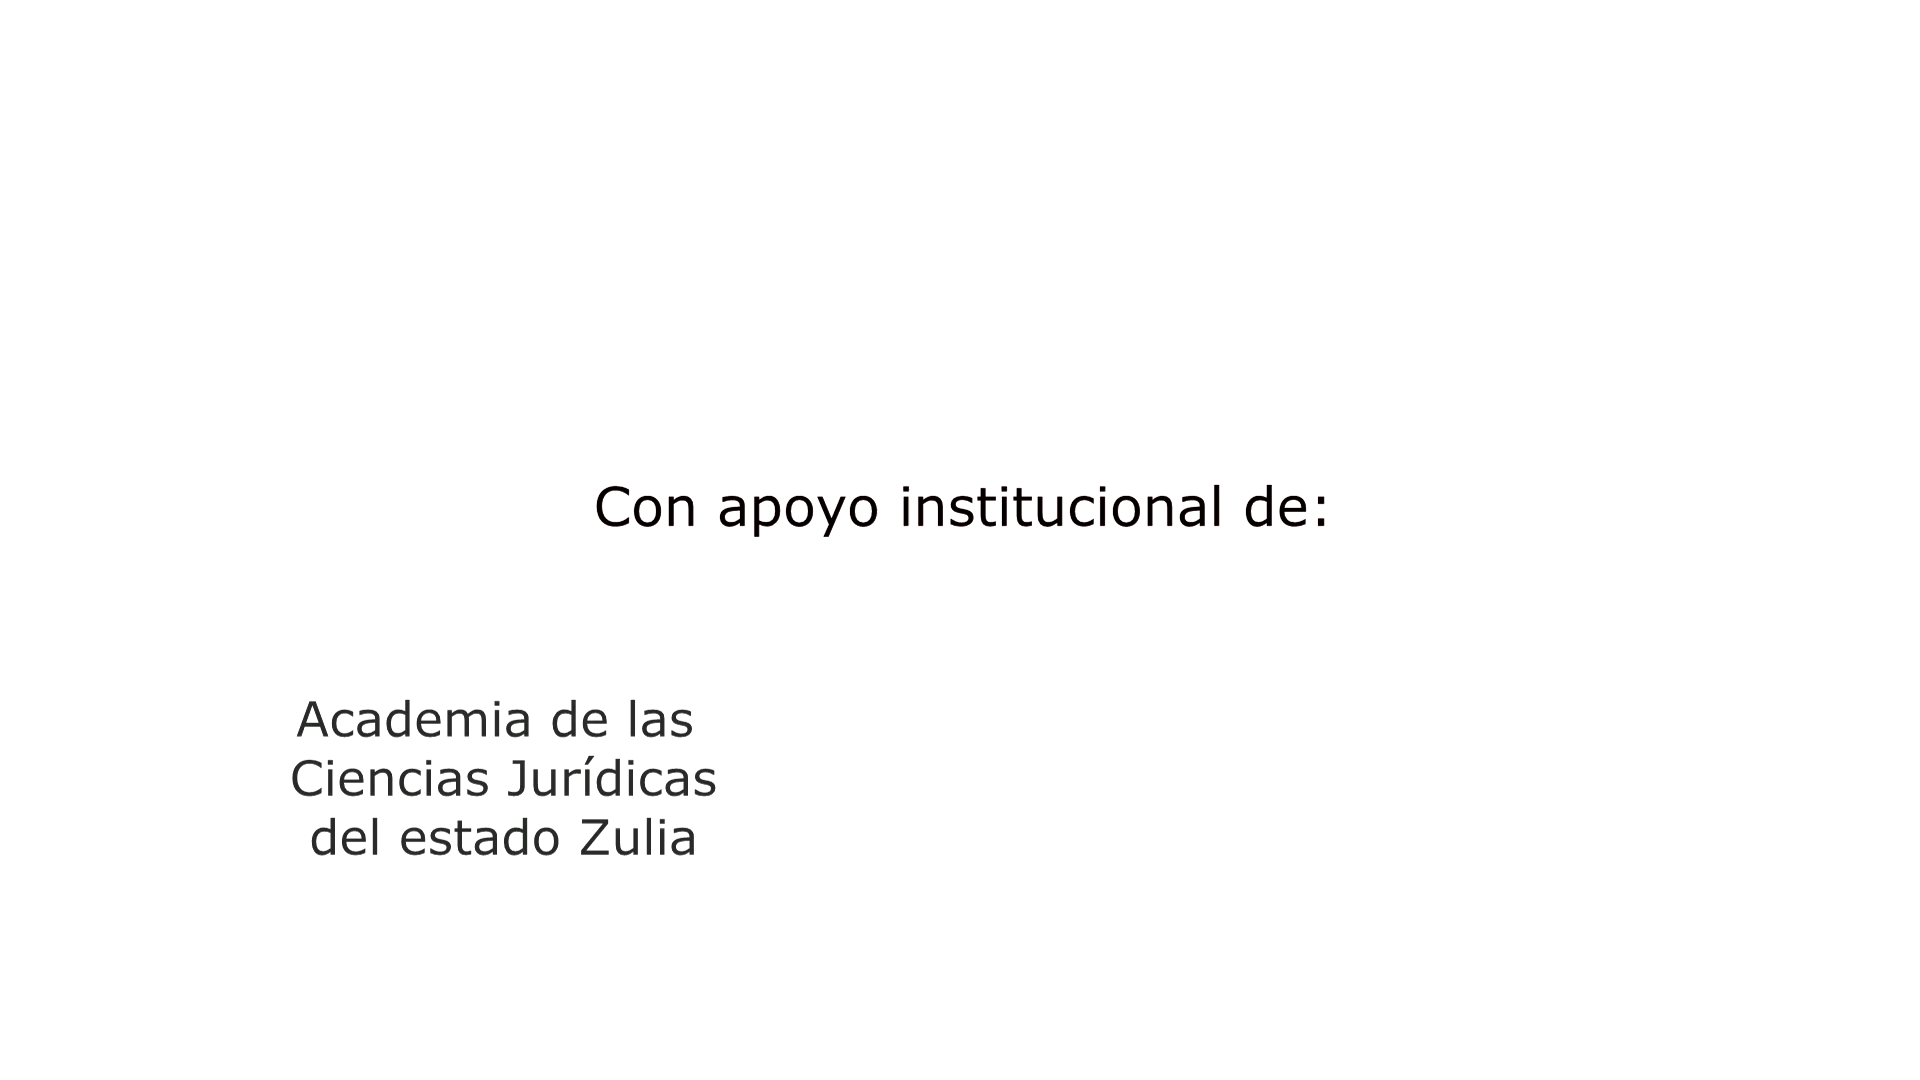 Con apoyo institucional de:
Academia de las
Ciencias Jurídicas
del estado Zulia